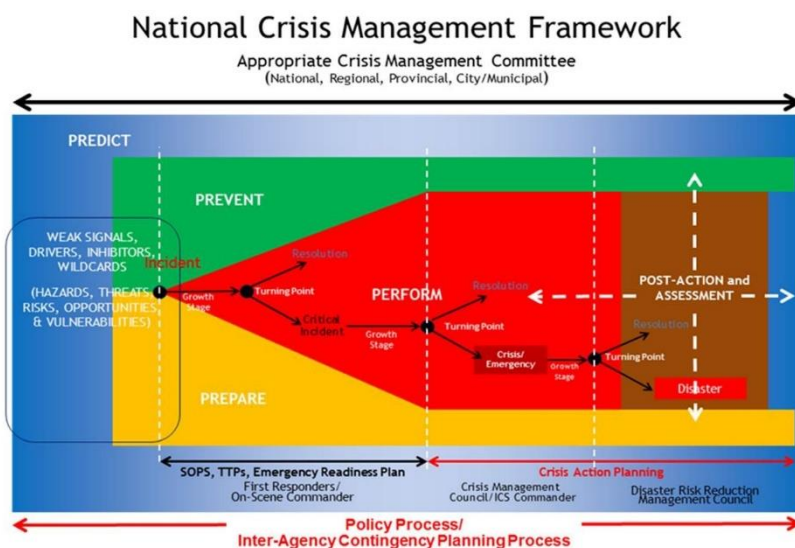 National Crisis Management Framework
Appropriate Crisis Management Committee
(National, Regional, Provincial, City/Municipal)
PREDICT
PREVENT
WEAK SIGNALS,
DRIVERS, INHIBITORS,
WILDCARDS
(HAZARDS, THREATS,
RISKS, OPPORTUNITIES,
& VULNERABILITIES)
Incident
Growth
Stage
Turning Point
Resolution
Critical
Incident
Growth
Stage
PERFORM
Turning Point
Resolution
Crisis/
Emergency
Growth
Stage
Turning Point
Resolution
Disaster
POST-ACTION and
ASSESSMENT
PREPARE
SOPS, TTPs, Emergency Readiness Plan
First Responders/
On-Scene Commander
Crisis Action Planning
Crisis Management
Council/ICS Commander
Disaster Risk Reduction
Management Council
Policy Process/
Inter-Agency Contingency Planning Process